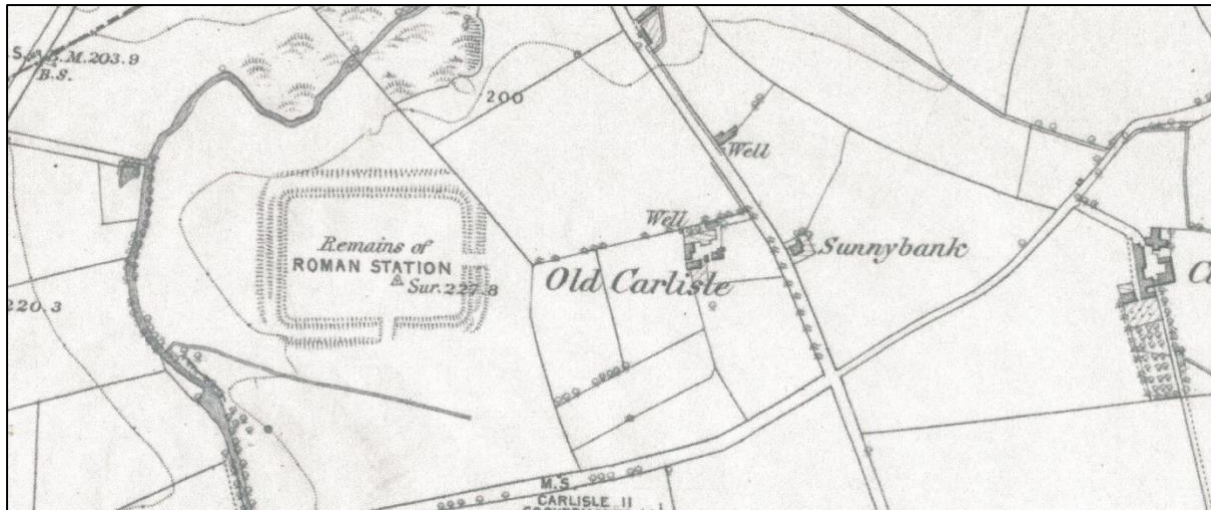 B.M.203.9
B.S.
200
Well
Well
Remains of
ROMAN STATION
Sur. 227.8
Old Carlisle
Sunnybank
220.3
M.S.
CARLISLE 11